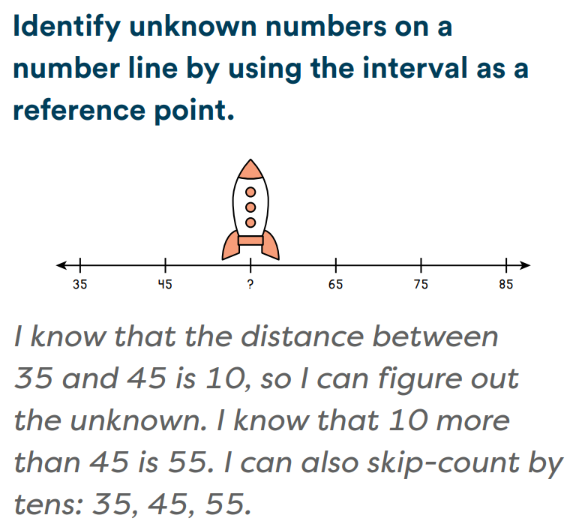 Identify unknown numbers on a
number line by using the interval as a
reference point.
35 45 ? 65 75 85
I know that the distance between
35 and 45 is 10, so I can figure out
the unknown. I know that 10 more
than 45 is 55. I can also skip-count by
tens: 35, 45, 55.